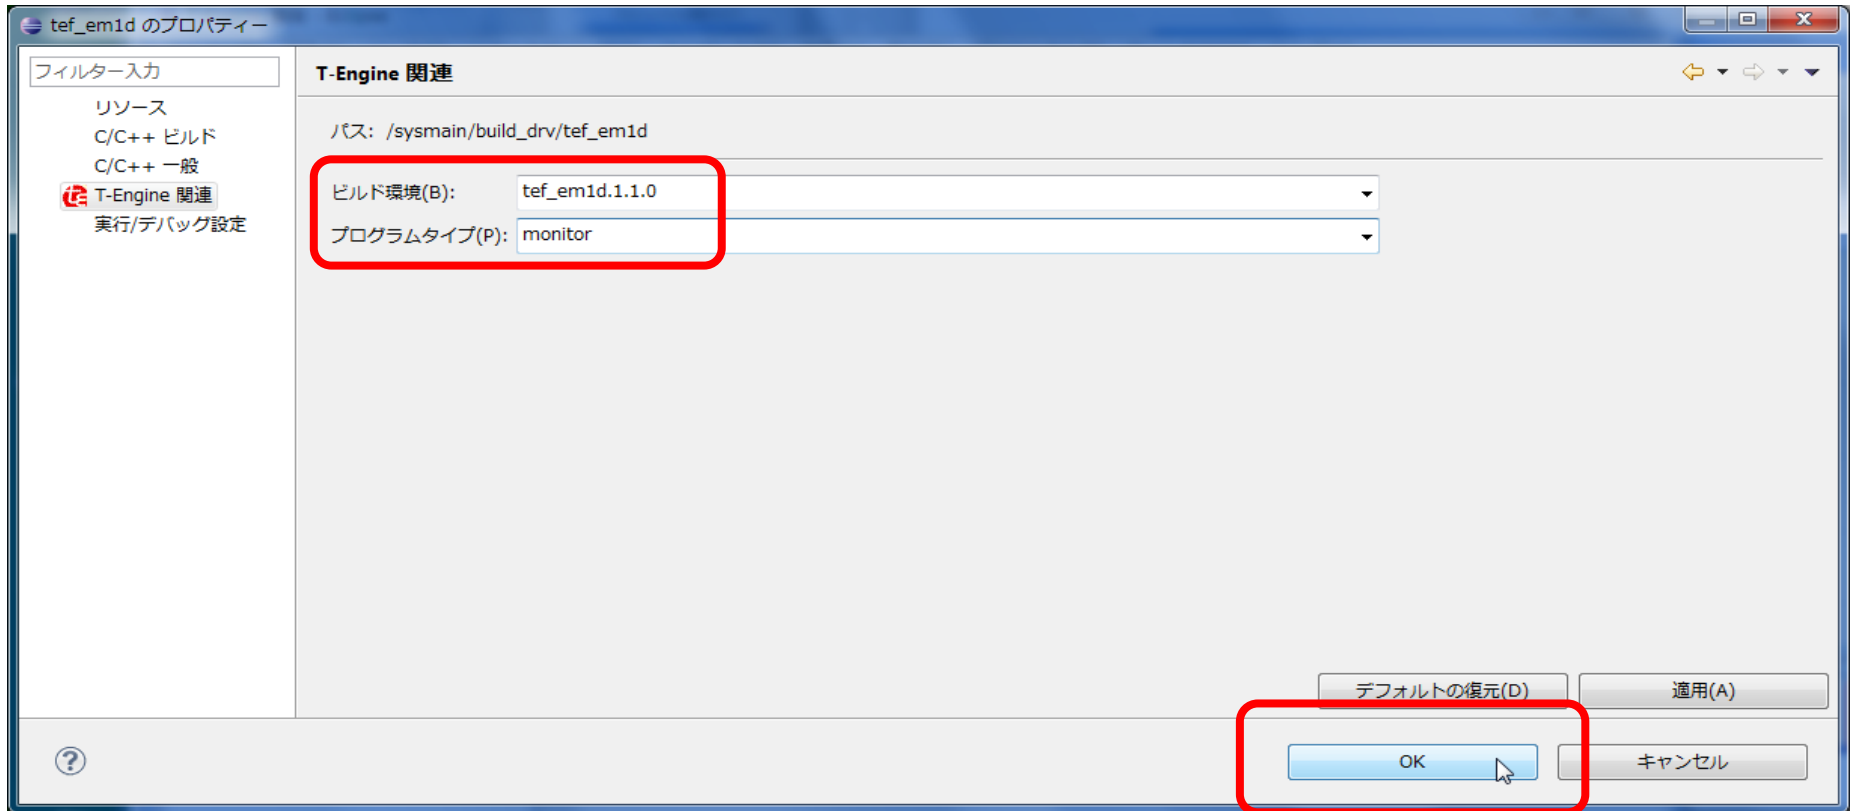 tef_em1d のプロパティー
フィルター入力
リソース
C/C++ ビルド
C/C++ 一般
T-Engine 関連
実行/デバッグ設定
T-Engine 関連
パス: /sysmain/build_drv/tef_em1d
ビルド環境(B): tef_em1d.1.1.0
プログラムタイプ(P): monitor
デフォルトの復元(D) 適用(A)
OK キャンセル